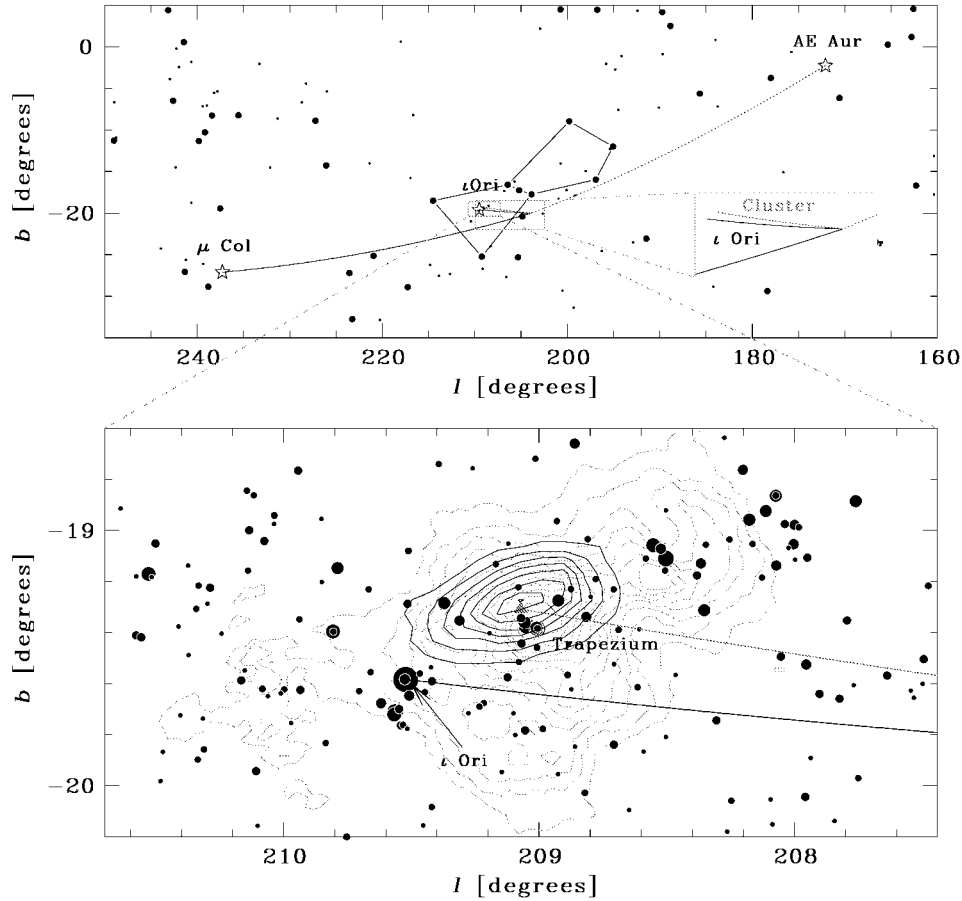 0
−20
b [degrees]
AE Aur
ιOri
μ Col
Cluster
ι Ori
240
220
200
180
160
l [degrees]
−19
−20
b [degrees]
Trapezium
ι Ori
210
209
208
l [degrees]